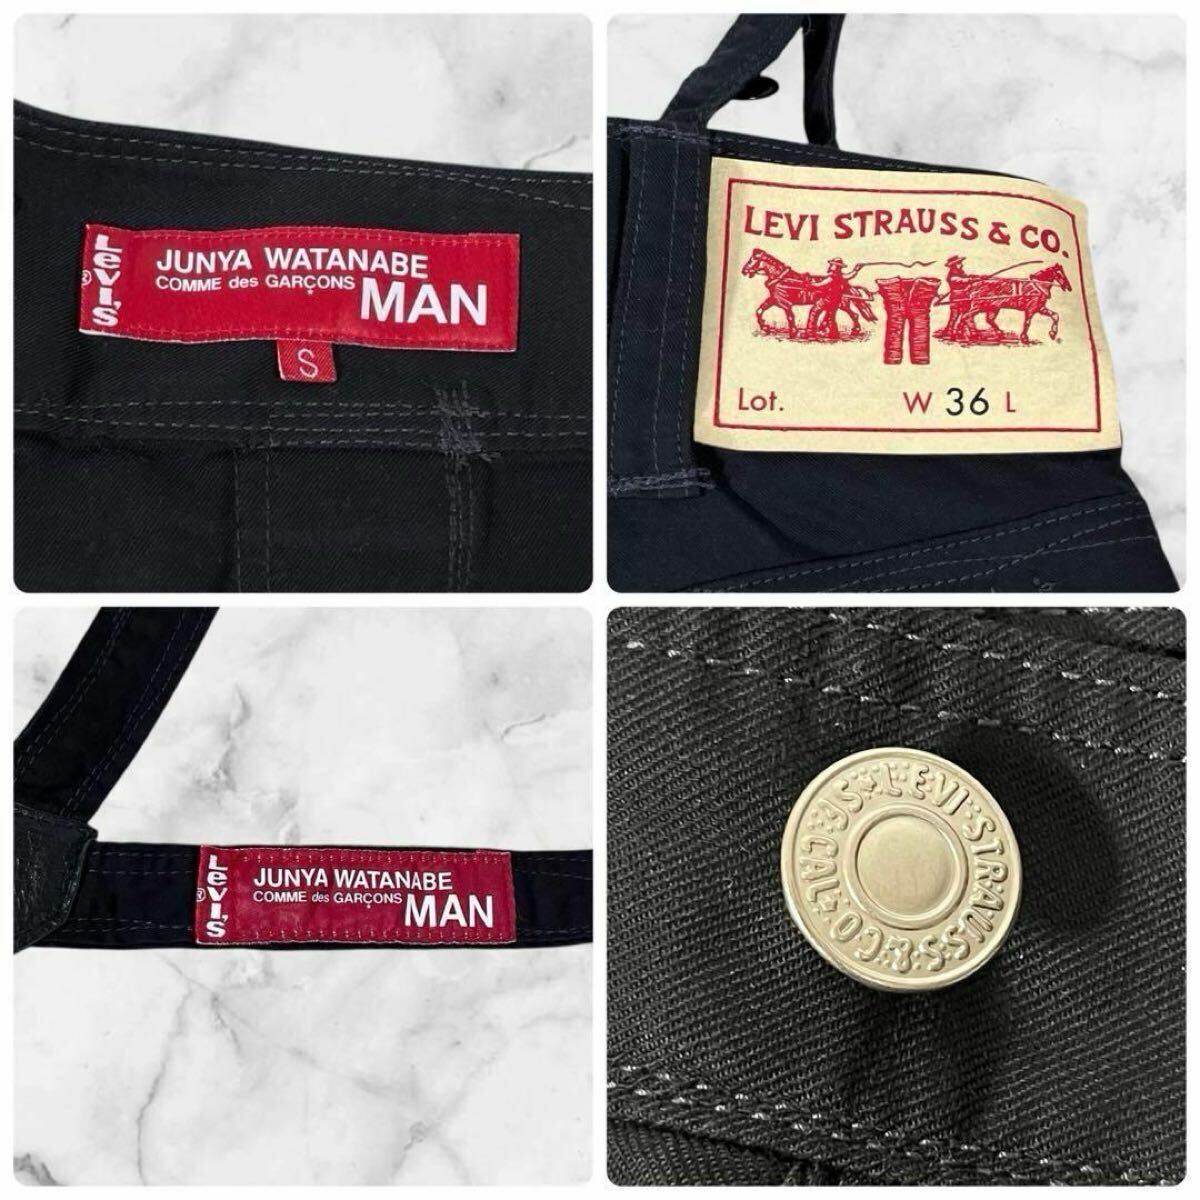 Levi's
®
JUNYA WATANABE
COMME des GARÇONS
MAN
S
LEVI STRAUSS & CO.
®
Lot. W 36 L
Levi's
®
JUNYA WATANABE
COMME des GARÇONS
MAN
LEVI STRAUSS & CO